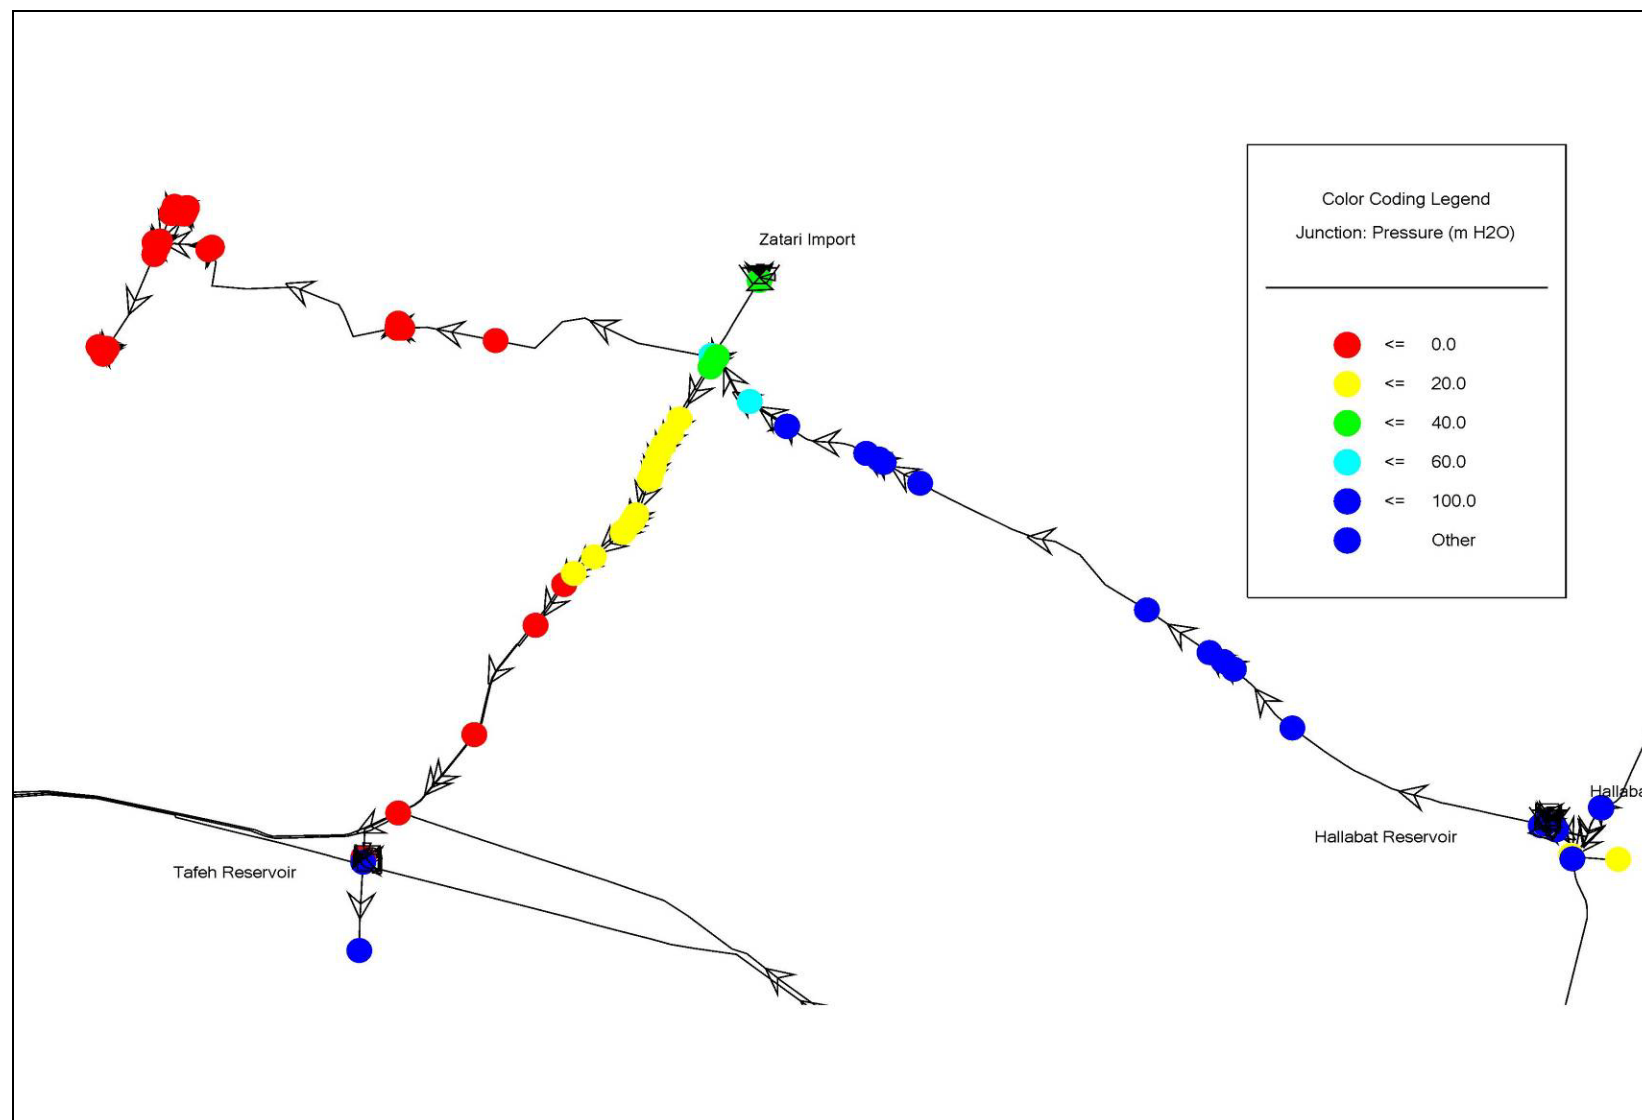 Color Coding Legend
Junction: Pressure (m H2O)
Zatari Import
<= 0.0
<= 20.0
<= 40.0
<= 60.0
<= 100.0
Other
Hallaba
Hallabat Reservoir
Tafeh Reservoir